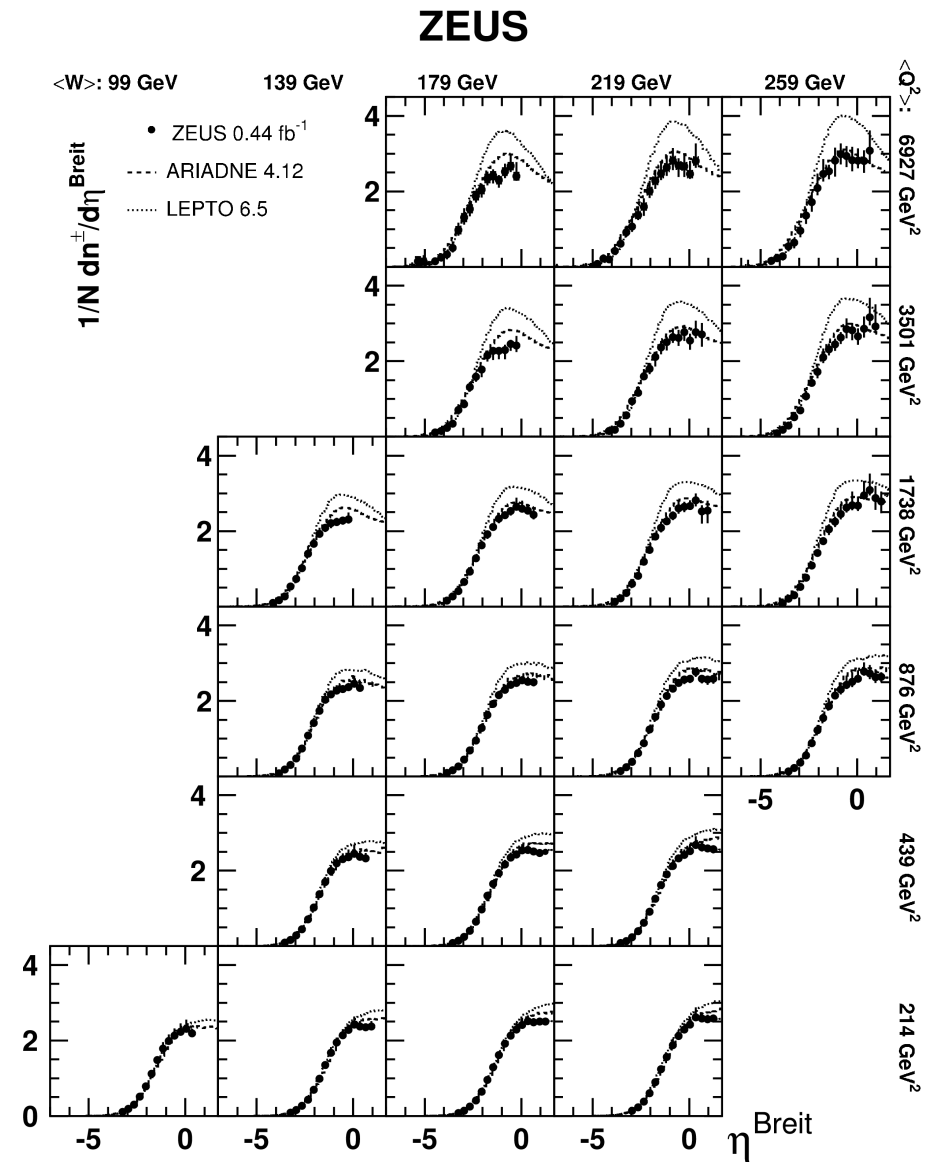 ZEUS
<W>: 99 GeV 139 GeV 179 GeV 219 GeV 259 GeV
<Q²>: 6927 GeV²
ZEUS 0.44 fb⁻¹
ARIADNE 4.12
LEPTO 6.5
1/N dn±/dη^Breit
4
2
3501 GeV²
4
2
1738 GeV²
4
2
876 GeV²
4
2
-5 0
439 GeV²
4
2
214 GeV²
4
2
0
-5 0 -5 0 -5 0 -5 0
η^Breit